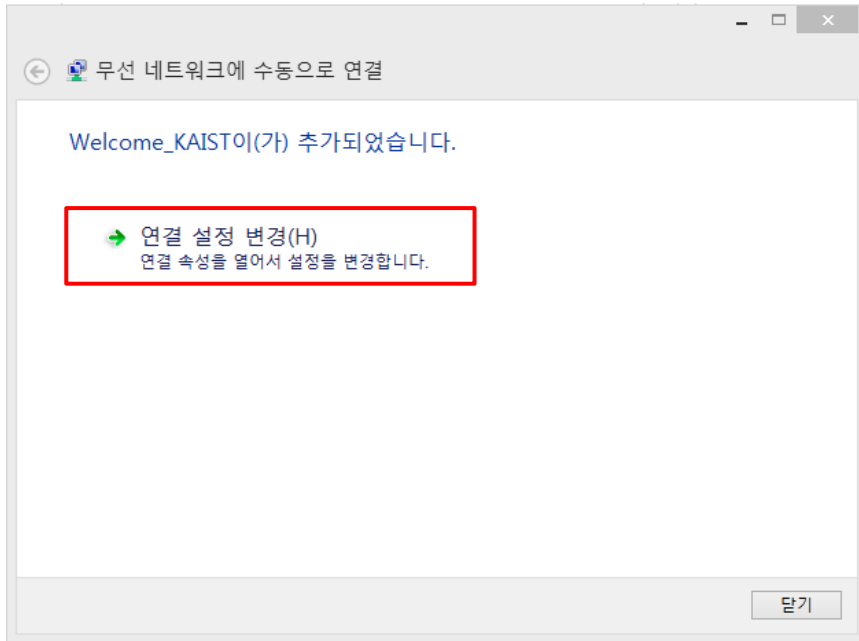 무선 네트워크에 수동으로 연결
Welcome_KAIST이(가) 추가되었습니다.
연결 설정 변경(H)
연결 속성을 열어서 설정을 변경합니다.
닫기